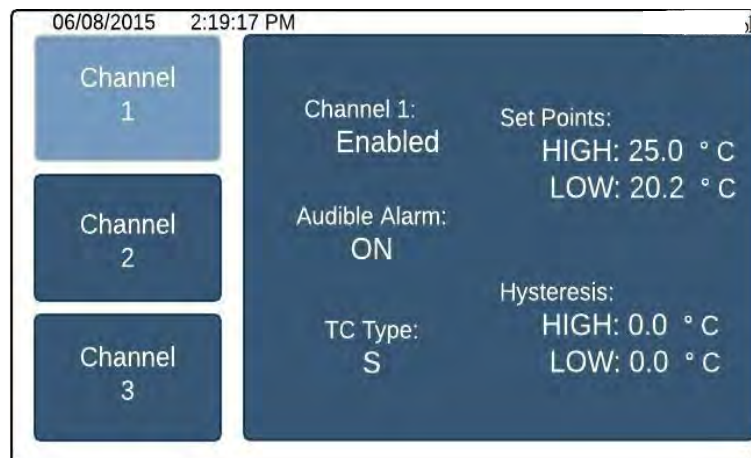 06/08/2015 2:19:17 PM
Channel
1
Channel
2
Channel
3
Channel 1:
Enabled
Audible Alarm:
ON
TC Type:
S
Set Points:
HIGH: 25.0 ° C
LOW: 20.2 ° C
Hysteresis:
HIGH: 0.0 ° C
LOW: 0.0 ° C